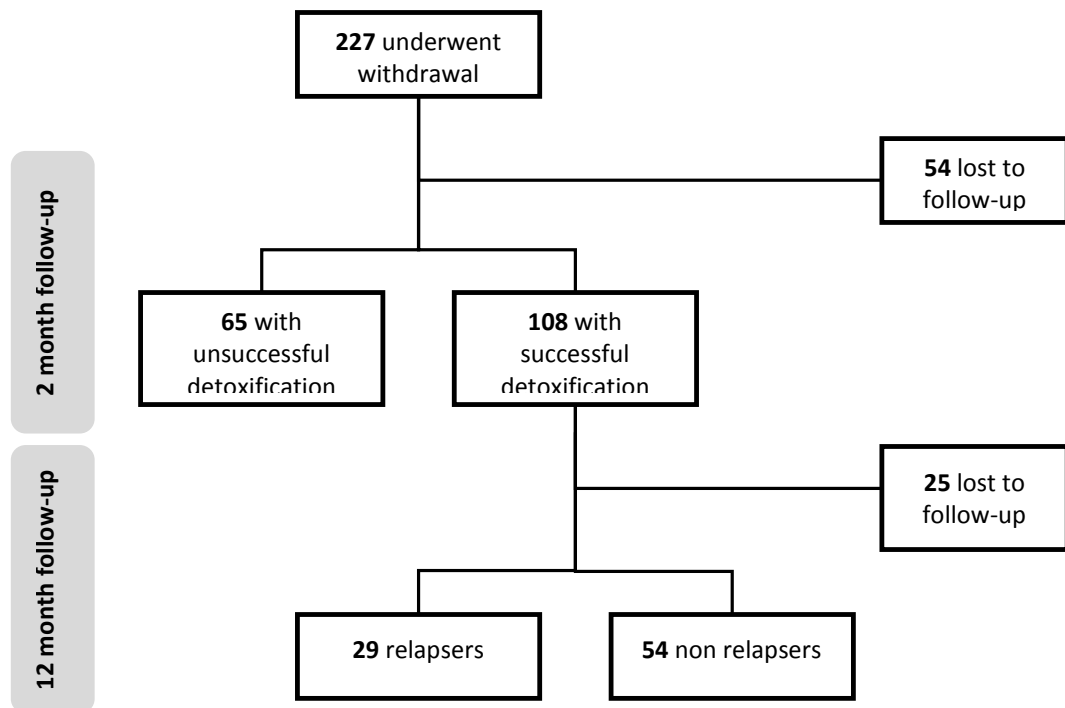 227 underwent
withdrawal
2 month follow-up
54 lost to
follow-up
65 with
unsuccessful
detoxification
108 with
successful
detoxification
12 month follow-up
25 lost to
follow-up
29 relapsers
54 non relapsers